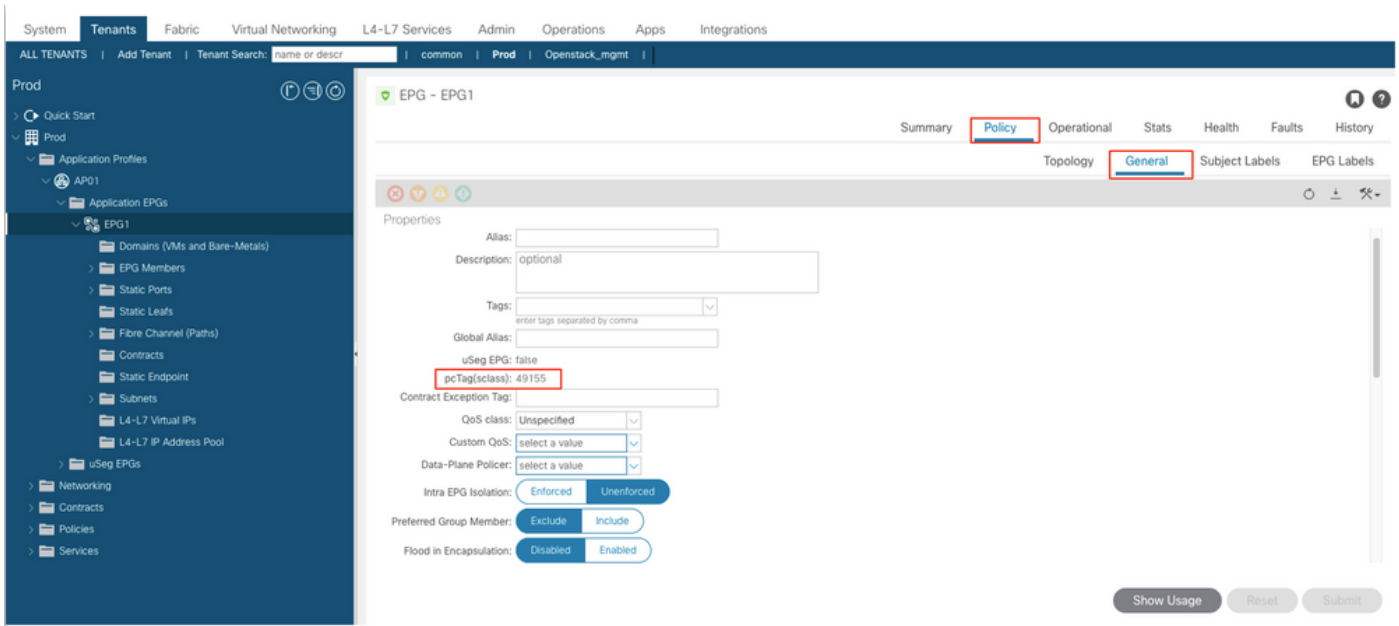 System Tenants Fabric Virtual Networking L4-L7 Services Admin Operations Apps Integrations
ALL TENANTS | Add Tenant | Tenant Search: name or descr | common | Prod | Openstack_mgmt |
Prod
Quick Start
Prod
Application Profiles
AP01
Application EPGs
EPG1
Domains (VMs and Bare-Metals)
EPG Members
Static Ports
Static Leafs
Fibre Channel (Paths)
Contracts
Static Endpoint
Subnets
L4-L7 Virtual IPs
L4-L7 IP Address Pool
uSeg EPGs
Networking
Contracts
Policies
Services
EPG - EPG1
Summary Policy Operational Stats Health Faults History
Topology General Subject Labels EPG Labels
Properties
Alias:
Description: optional
Tags:
enter tags separated by comma
Global Alias:
uSeg EPG: false
pcTag(sclass): 49155
Contract Exception Tag:
QoS class: Unspecified
Custom QoS: select a value
Data-Plane Policer: select a value
Intra EPG Isolation: Enforced Unenforced
Preferred Group Member: Exclude Include
Flood in Encapsulation: Disabled Enabled
Show Usage Reset Submit